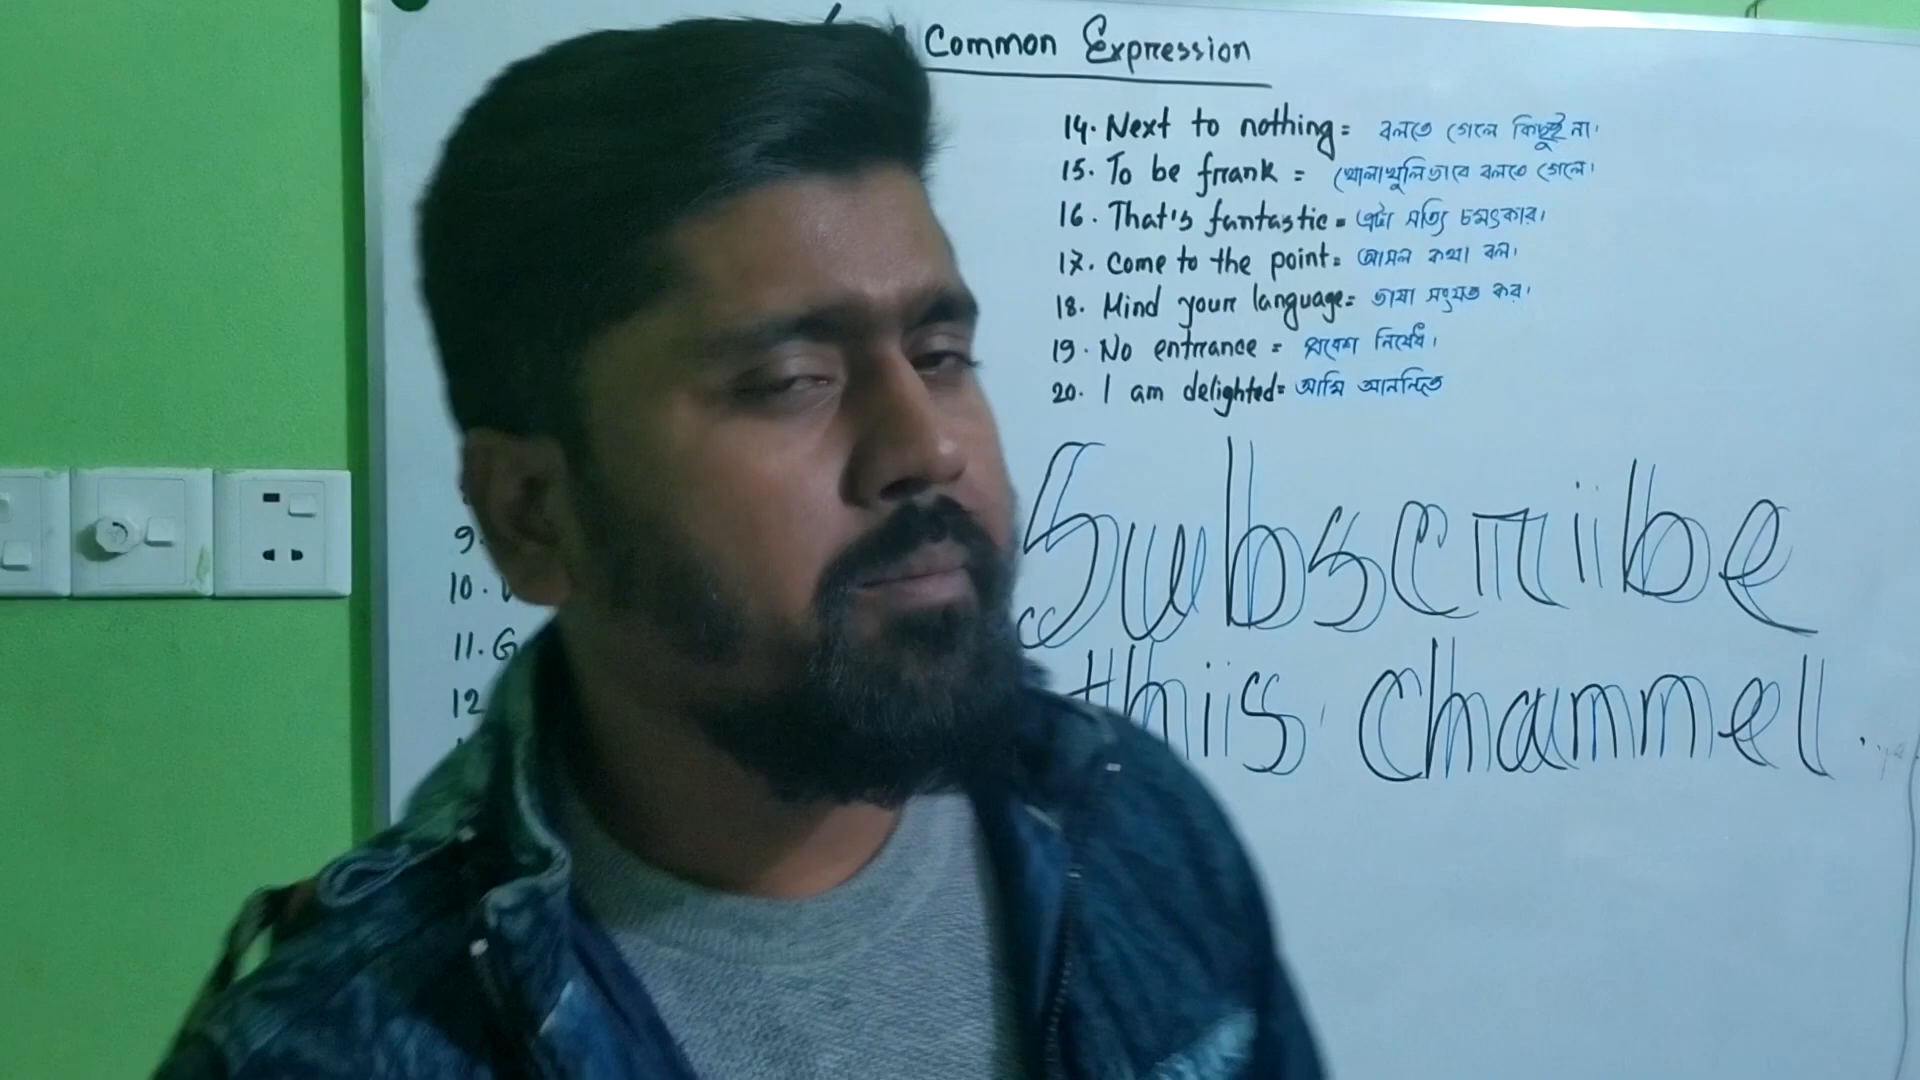 Common Expression
14. Next to nothing = বলতে গেলে কিছুই না।
15. To be frank = খোলাখুলিভাবে বলতে গেলে।
16. That's fantastic = এটা সত্যি চমৎকার।
17. Come to the point = আসল কথা বল।
18. Mind your language = ভাষা সংযত কর।
19. No entrance = প্রবেশ নিষেধ।
20. I am delighted = আমি আনন্দিত
9.
10.
11. G
12
Subscribe
this channel..